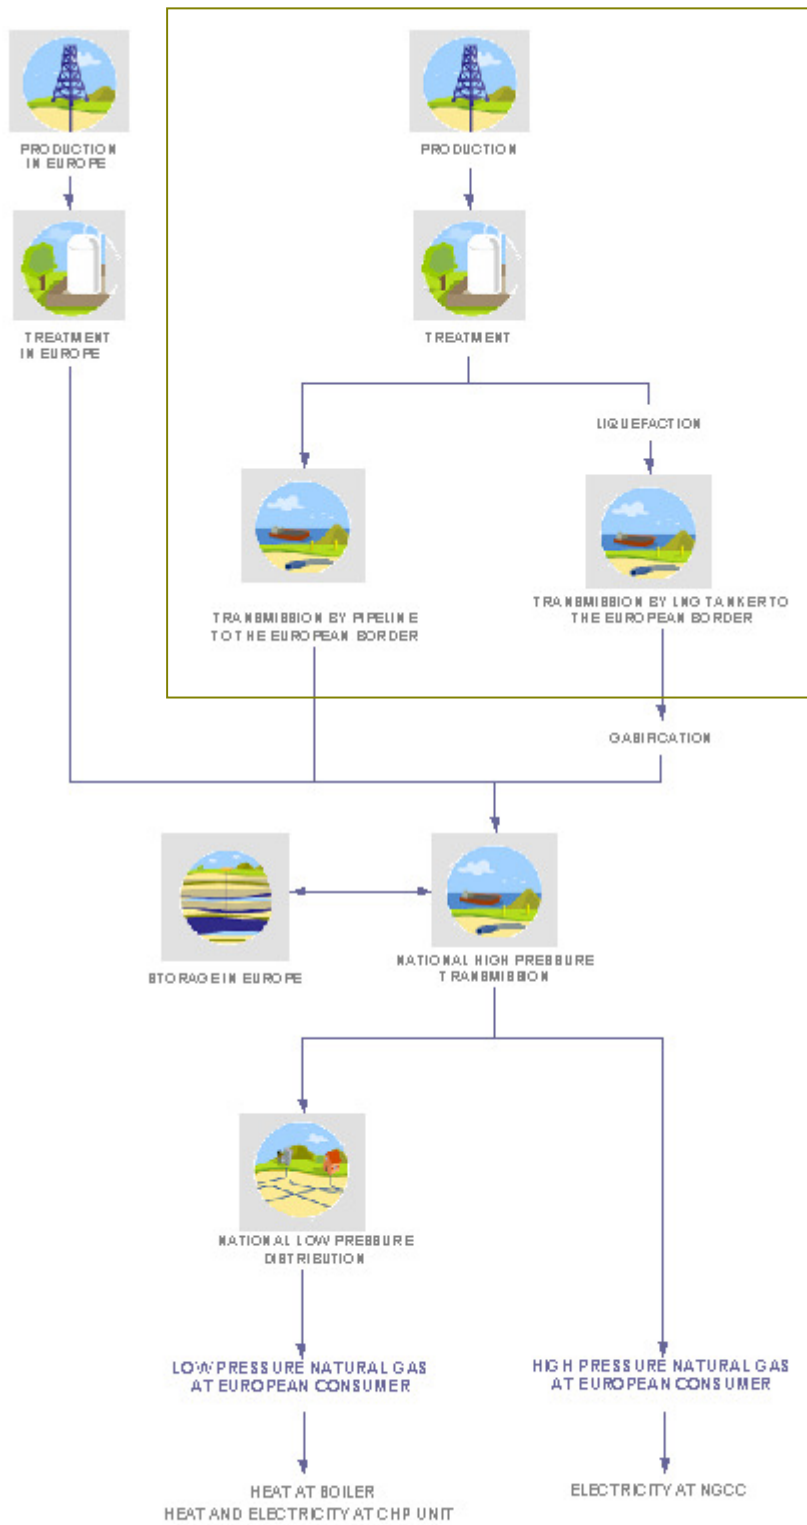 PRODUCTION
IN EUROPE
PRODUCTION
TREATMENT
IN EUROPE
TREATMENT
LIQUEFACTION
TRANSMISSION BY PIPELINE
TO THE EUROPEAN BORDER
TRANSMISSION BY LNG TANKER TO
THE EUROPEAN BORDER
GASIFICATION
STORAGE IN EUROPE
NATIONAL HIGH PRESSURE
TRANSMISSION
NATIONAL LOW PRESSURE
DISTRIBUTION
LOW PRESSURE NATURAL GAS
AT EUROPEAN CONSUMER
HIGH PRESSURE NATURAL GAS
AT EUROPEAN CONSUMER
HEAT AT BOILER
HEAT AND ELECTRICITY AT CHP UNIT
ELECTRICITY AT NGCC